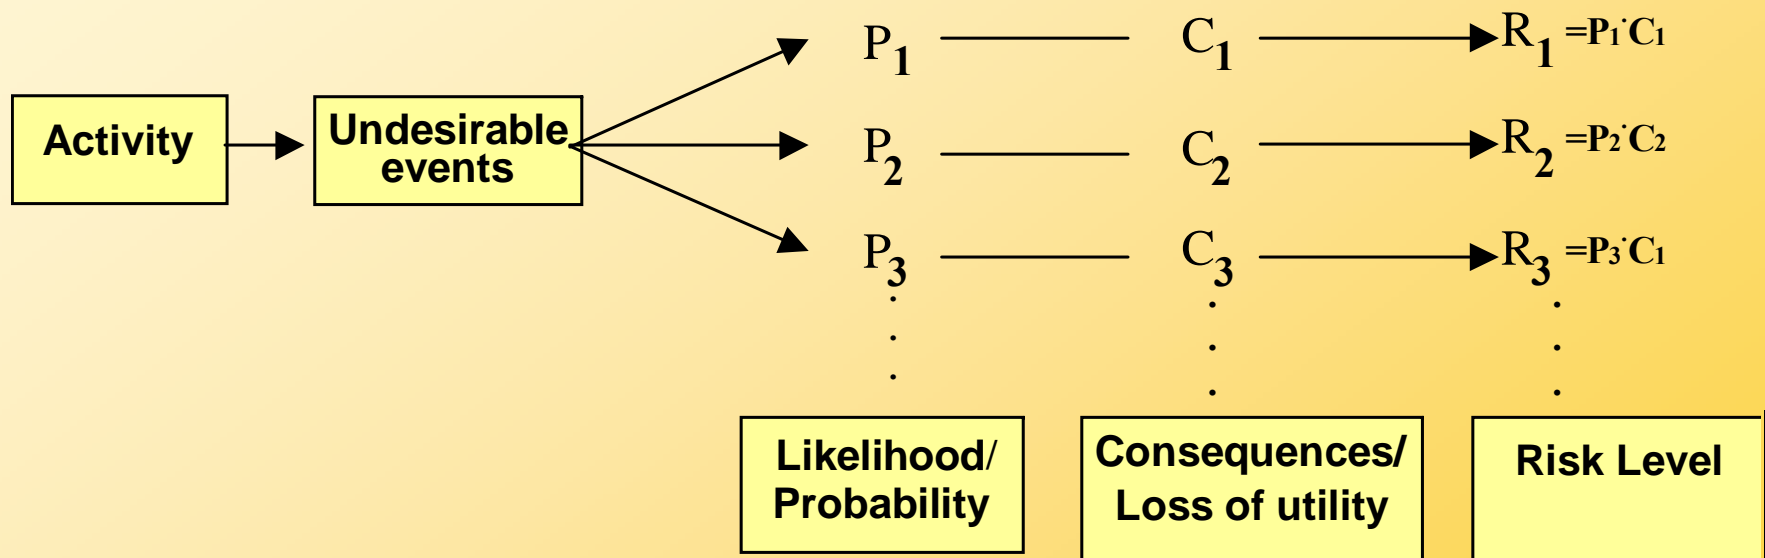 P1 C1 R1 =P1·C1
Activity
Undesirable
events
P2 C2 R2 =P2·C2
P3 C3 R3 =P3·C1
Likelihood/
Probability
Consequences/
Loss of utility
Risk Level